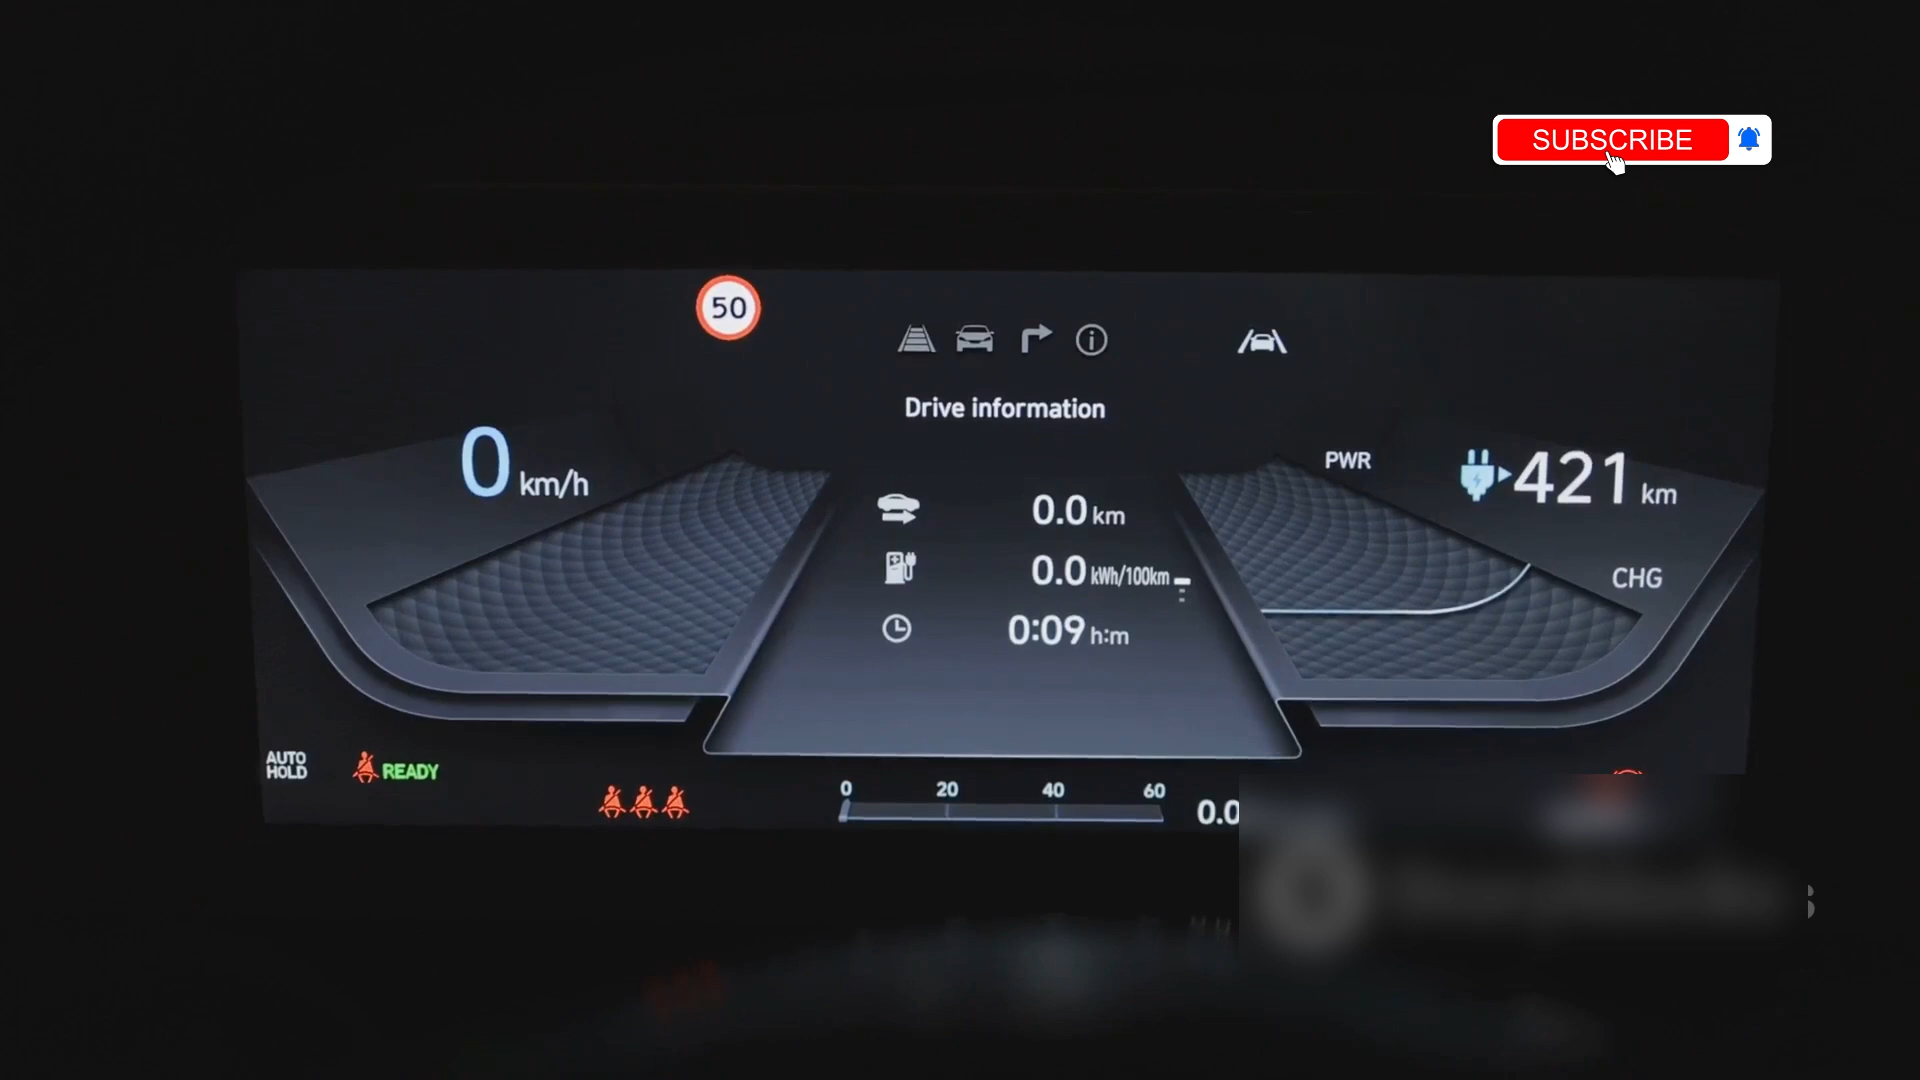 SUBSCRIBE
50
Drive information
0 km/h
PWR
421 km
0.0 km
0.0 kWh/100km
CHG
0:09 h:m
AUTO
HOLD
READY
0 20 40 60
0.0